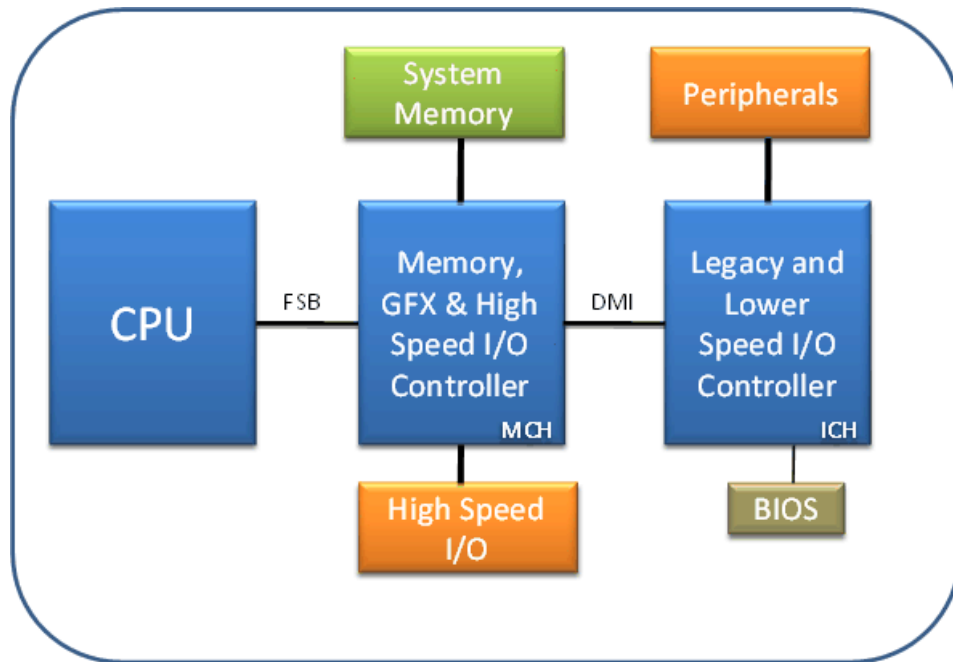 System
Memory
Peripherals
CPU
FSB
Memory,
GFX & High
Speed I/O
Controller
MCH
DMI
Legacy and
Lower
Speed I/O
Controller
ICH
High Speed
I/O
BIOS